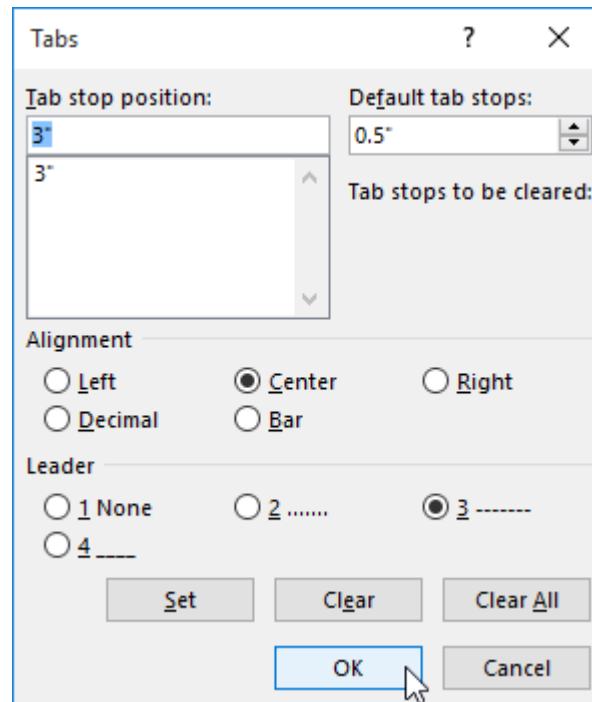 Tabs ?
Tab stop position: Default tab stops:
3" 0.5"
3" Tab stops to be cleared:
Alignment
Left Center Right
Decimal Bar
Leader
1 None 2 ....... 3 -------
4 ____
Set Clear Clear All
OK Cancel